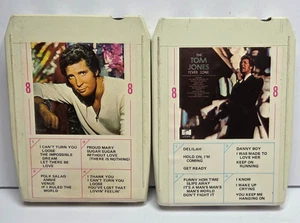 8
8
I CAN'T TURN YOU
LOOSE
THE IMPOSSIBLE
DREAM
LET THERE BE
LOVE
PROUD MARY
SUGAR SUGAR
WITHOUT LOVE
(THERE IS NOTHING)
POLK SALAD
ANNIE
VENUS
IF I RULED THE
WORLD
I THANK YOU
I CAN'T TURN YOU
LOOSE
YOU'VE LOST THAT
LOVIN' FEELIN'
THE
TOM
JONES
FEVER ZONE
8
8
DELILAH
HOLD ON, I'M
COMING
GET READY
DANNY BOY
I WAS MADE TO
LOVE HER
KEEP ON
RUNNING
FUNNY HOW TIME
SLIPS AWAY
IT'S A MAN'S MAN'S
MAN'S WORLD
DON'T FIGHT IT
I KNOW
I WAKE UP
CRYING
YOU KEEP ME
HANGING ON